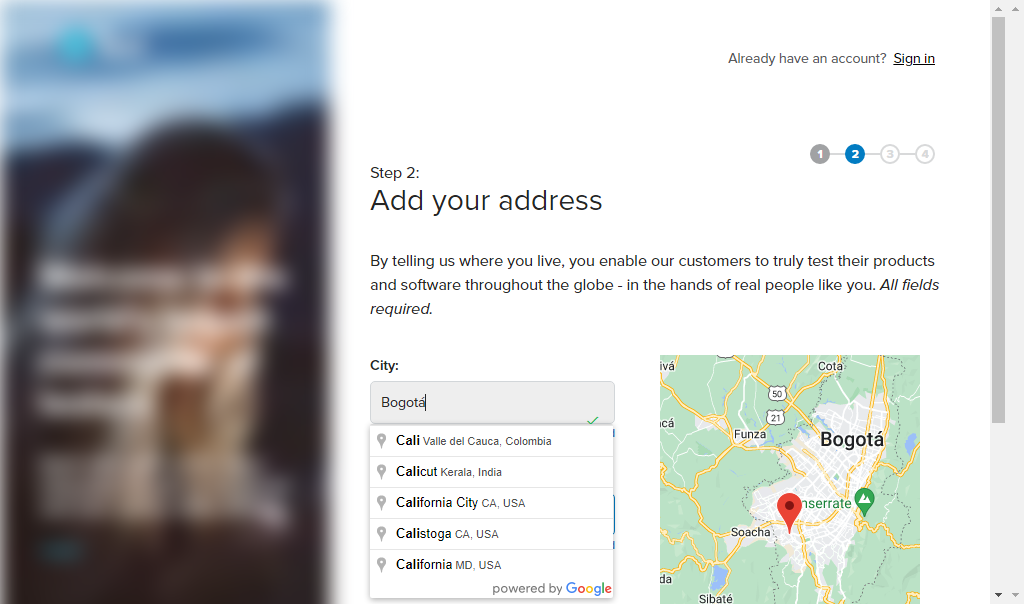 Already have an account? Sign in
1 2 3 4
Step 2:
Add your address
By telling us where you live, you enable our customers to truly test their products
and software throughout the globe - in the hands of real people like you. All fields
required.
City:
Bogotá
Cali Valle del Cauca, Colombia
Calicut Kerala, India
California City CA, USA
Calistoga CA, USA
California MD, USA
powered by Google
ivá
Cota
50
21
cá
Funza
Bogotá
nserrate
Soacha
da
Sibaté